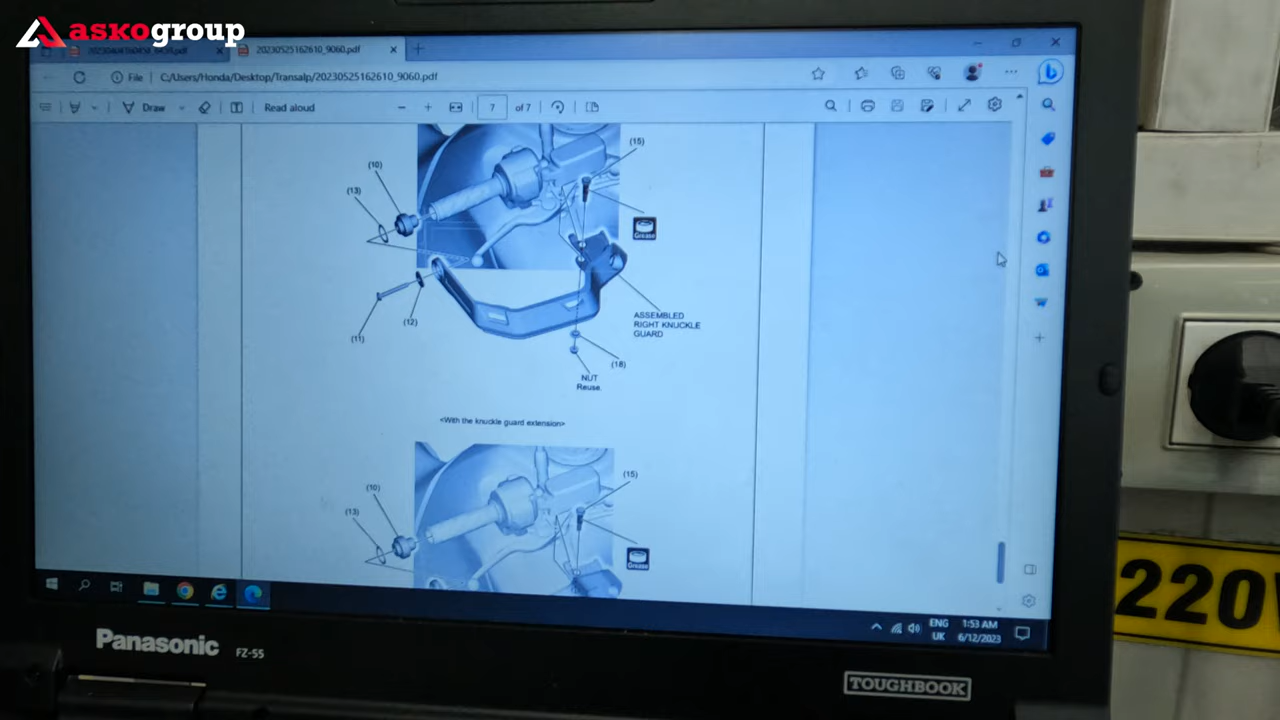 askogroup
20230525162610_9060.pdf
File
C:/Users/Honda/Desktop/Transalp/20230525162610_9060.pdf
Draw
Read aloud
7
of 7
(15)
(10)
(13)
Grease
ASSEMBLED
RIGHT KNUCKLE
GUARD
(12)
(11)
(18)
NUT
Reuse.
<With the knuckle guard extension>
(15)
(10)
(13)
Grease
ENG
UK
1:53 AM
6/12/2023
Panasonic
FZ-55
TOUGHBOOK
220V